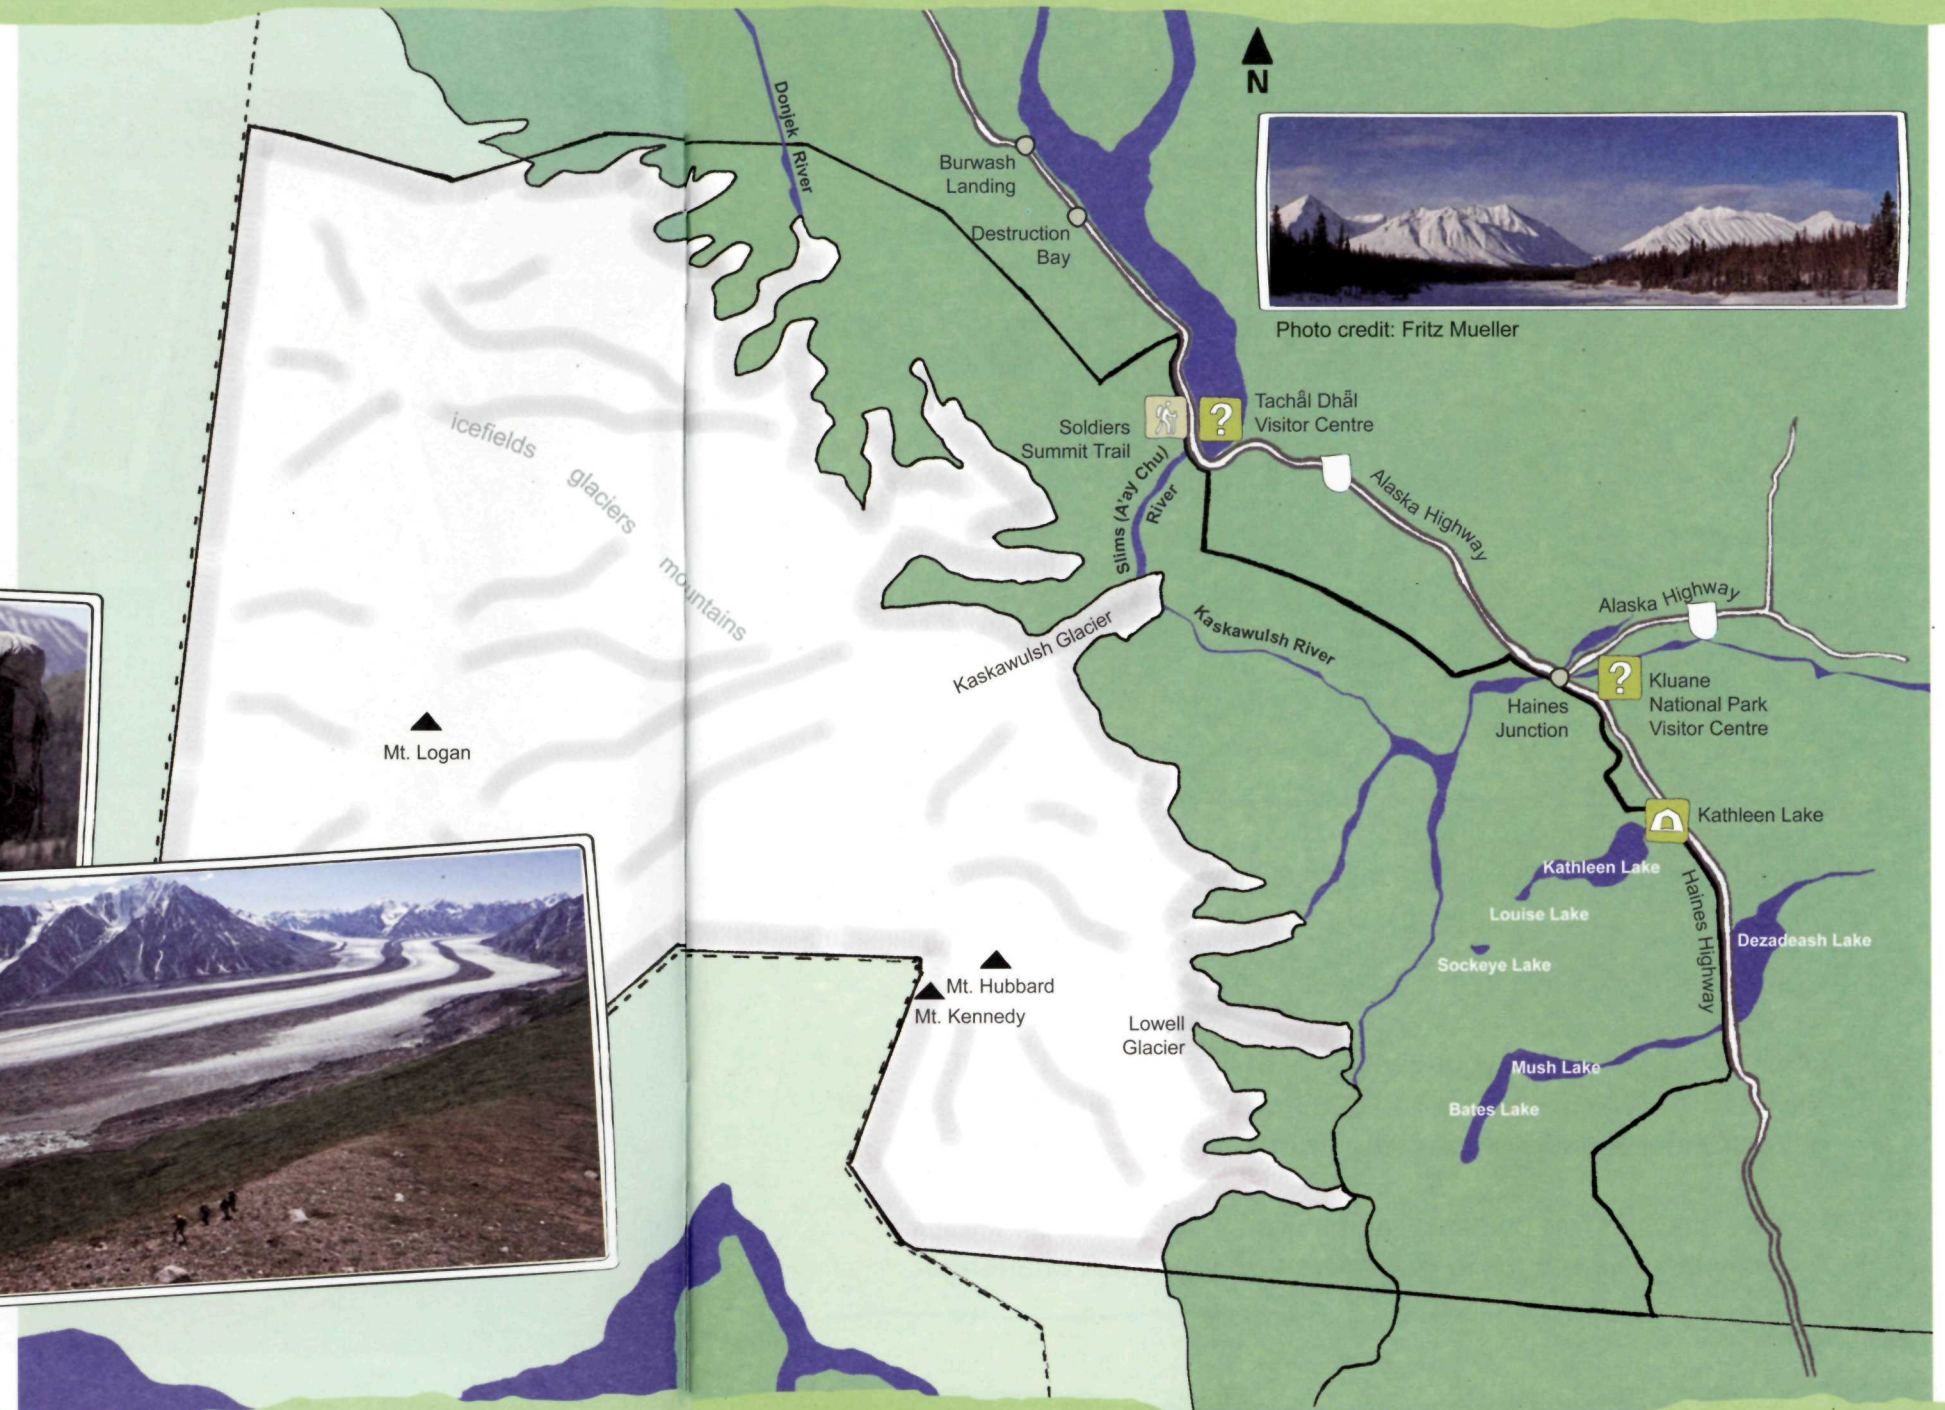 N
Donjek River
Burwash
Landing
Destruction
Bay
Photo credit: Fritz Mueller
Soldiers
Summit Trail
?
Tachäl Dhäl
Visitor Centre
Slims (A'ay Chu)
River
Alaska Highway
icefields
glaciers
mountains
Kaskawulsh Glacier
Kaskawulsh River
Alaska Highway
?
Kluane
National Park
Visitor Centre
Haines
Junction
Mt. Logan
Kathleen Lake
Kathleen Lake
Louise Lake
Haines Highway
Dezadeash Lake
Sockeye Lake
Mt. Hubbard
Mt. Kennedy
Lowell
Glacier
Mush Lake
Bates Lake